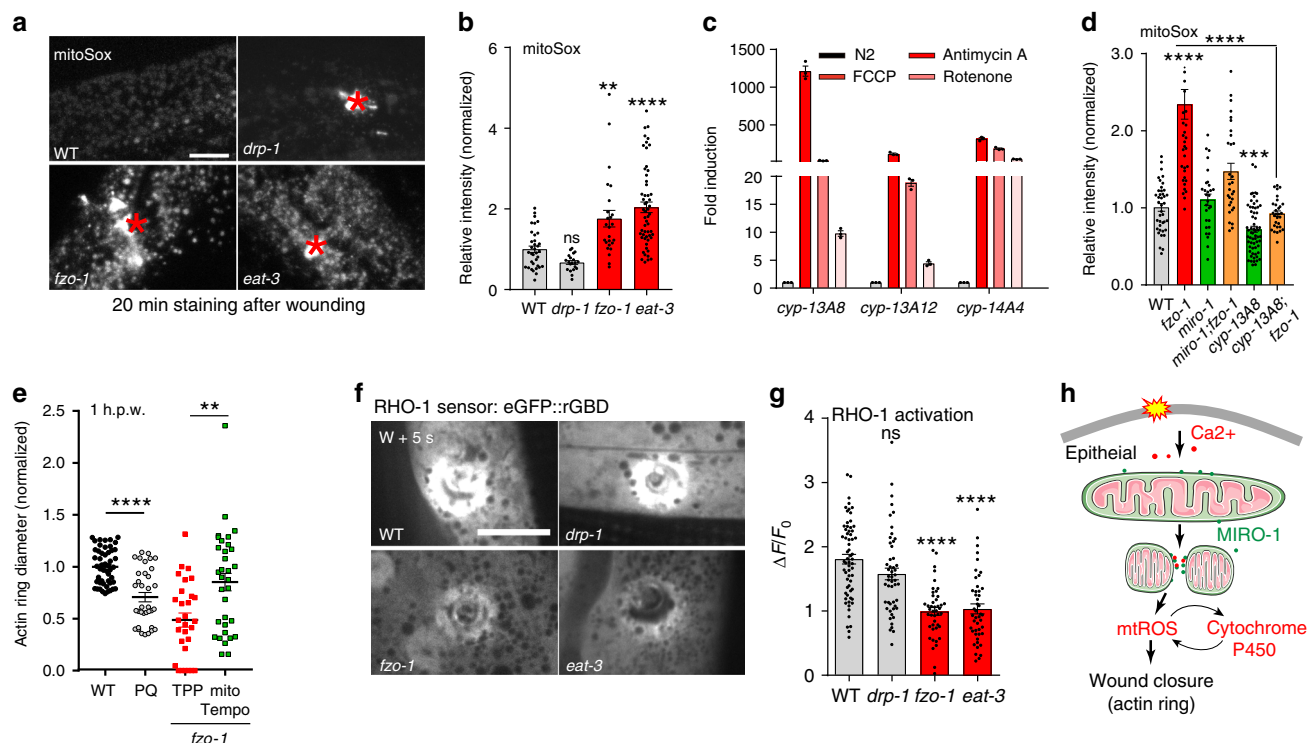 a
mitoSox
WT
drp-1
fzo-1
eat-3
20 min staining after wounding
b
mitoSox
Relative intensity (normalized)
6
4
2
0
ns
**
****
WT drp-1 fzo-1 eat-3
c
N2
Antimycin A
FCCP
Rotenone
Fold induction
1500
1000
500
20
15
10
5
0
cyp-13A8
cyp-13A12
cyp-14A4
d
mitoSox
Relative intensity (normalized)
3.0
2.0
1.0
0.0
****
****
***
WT
fzo-1
miro-1
miro-1;fzo-1
cyp-13A8
cyp-13A8;
fzo-1
e
1 h.p.w.
Actin ring diameter (normalized)
2.5
2.0
1.5
1.0
0.5
0.0
****
**
WT PQ TPP mito
Tempo
fzo-1
f
RHO-1 sensor: eGFP::rGBD
W + 5 s
WT
drp-1
fzo-1
eat-3
g
RHO-1 activation
ΔF/F0
4
3
2
1
0
ns
****
****
WT drp-1 fzo-1 eat-3
h
Ca2+
Epitheial
MIRO-1
mtROS
Cytochrome
P450
Wound closure
(actin ring)